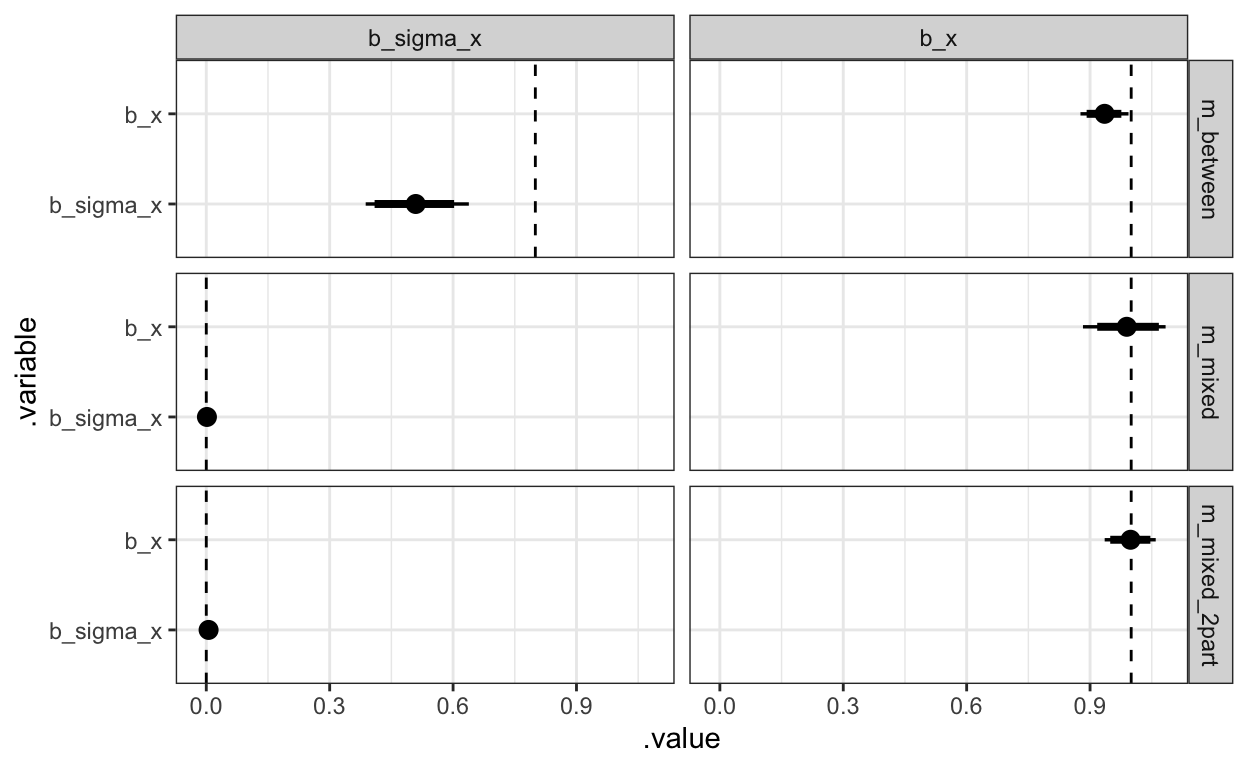 b_sigma_x
b_x
b_x
b_sigma_x
m_between
b_x
b_sigma_x
m_mixed
b_x
b_sigma_x
m_mixed_2part
.variable
0.0 0.3 0.6 0.9
0.0 0.3 0.6 0.9
.value